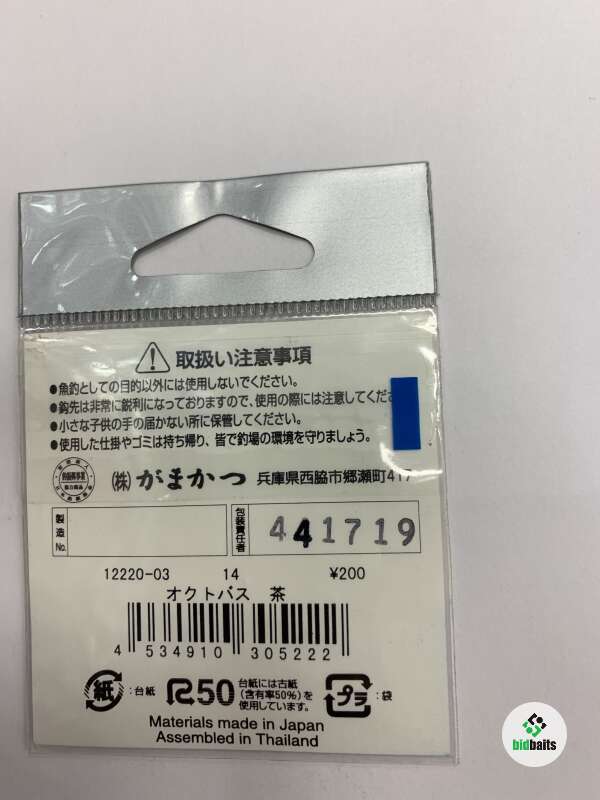 取扱い注意事項
●魚釣としての目的以外には使用しないでください。
●鈎先は非常に鋭利になっておりますので、使用の際には注意してくださ
●小さな子供の手の届かない所に保管してください。
●使用した仕掛やゴミは持ち帰り、皆で釣場の環境を守りましょう。
(株) がまかつ 兵庫県西脇市郷瀬町417
製造No.
包装責任者
441719
12220-03 14 ¥200
オクトパス 茶
4 534910 305222
紙 :台紙
R50
台紙には古紙
(含有率50%)を
使用しています。
プラ :袋
Materials made in Japan
Assembled in Thailand
bidbaits